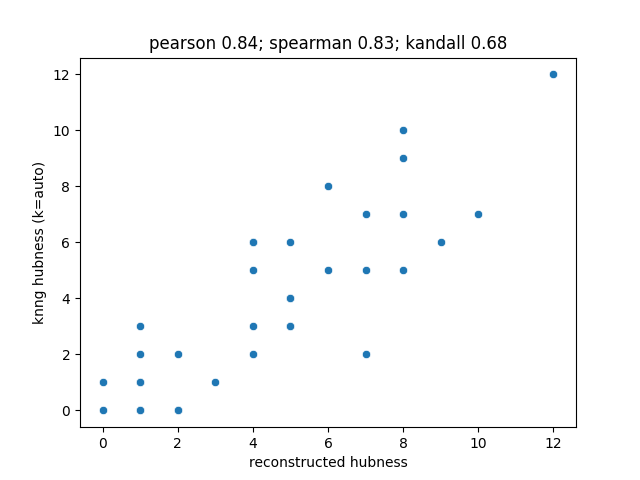 pearson 0.84; spearman 0.83; kandall 0.68
12
10
8
6
4
2
0
knng hubness (k=auto)
0 2 4 6 8 10 12
reconstructed hubness